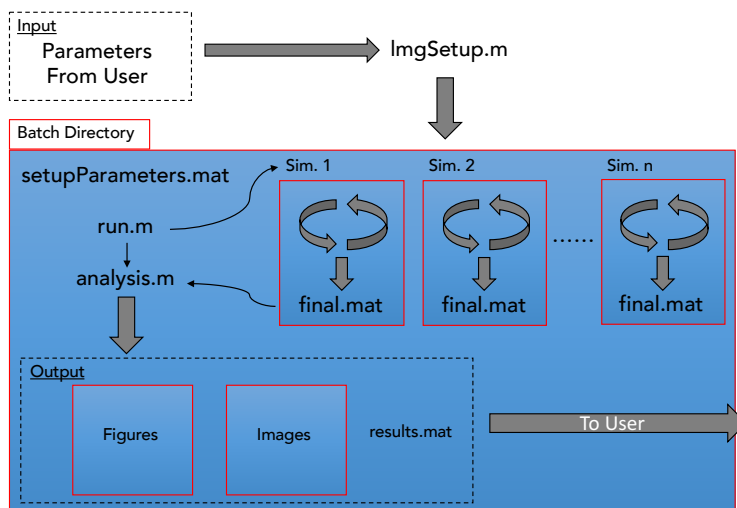 Input
Parameters
From User
lmgSetup.m
Batch Directory
setupParameters.mat
Sim. 1
Sim. 2
Sim. n
run.m
analysis.m
final.mat
final.mat
......
final.mat
Output
Figures
Images
results.mat
To User